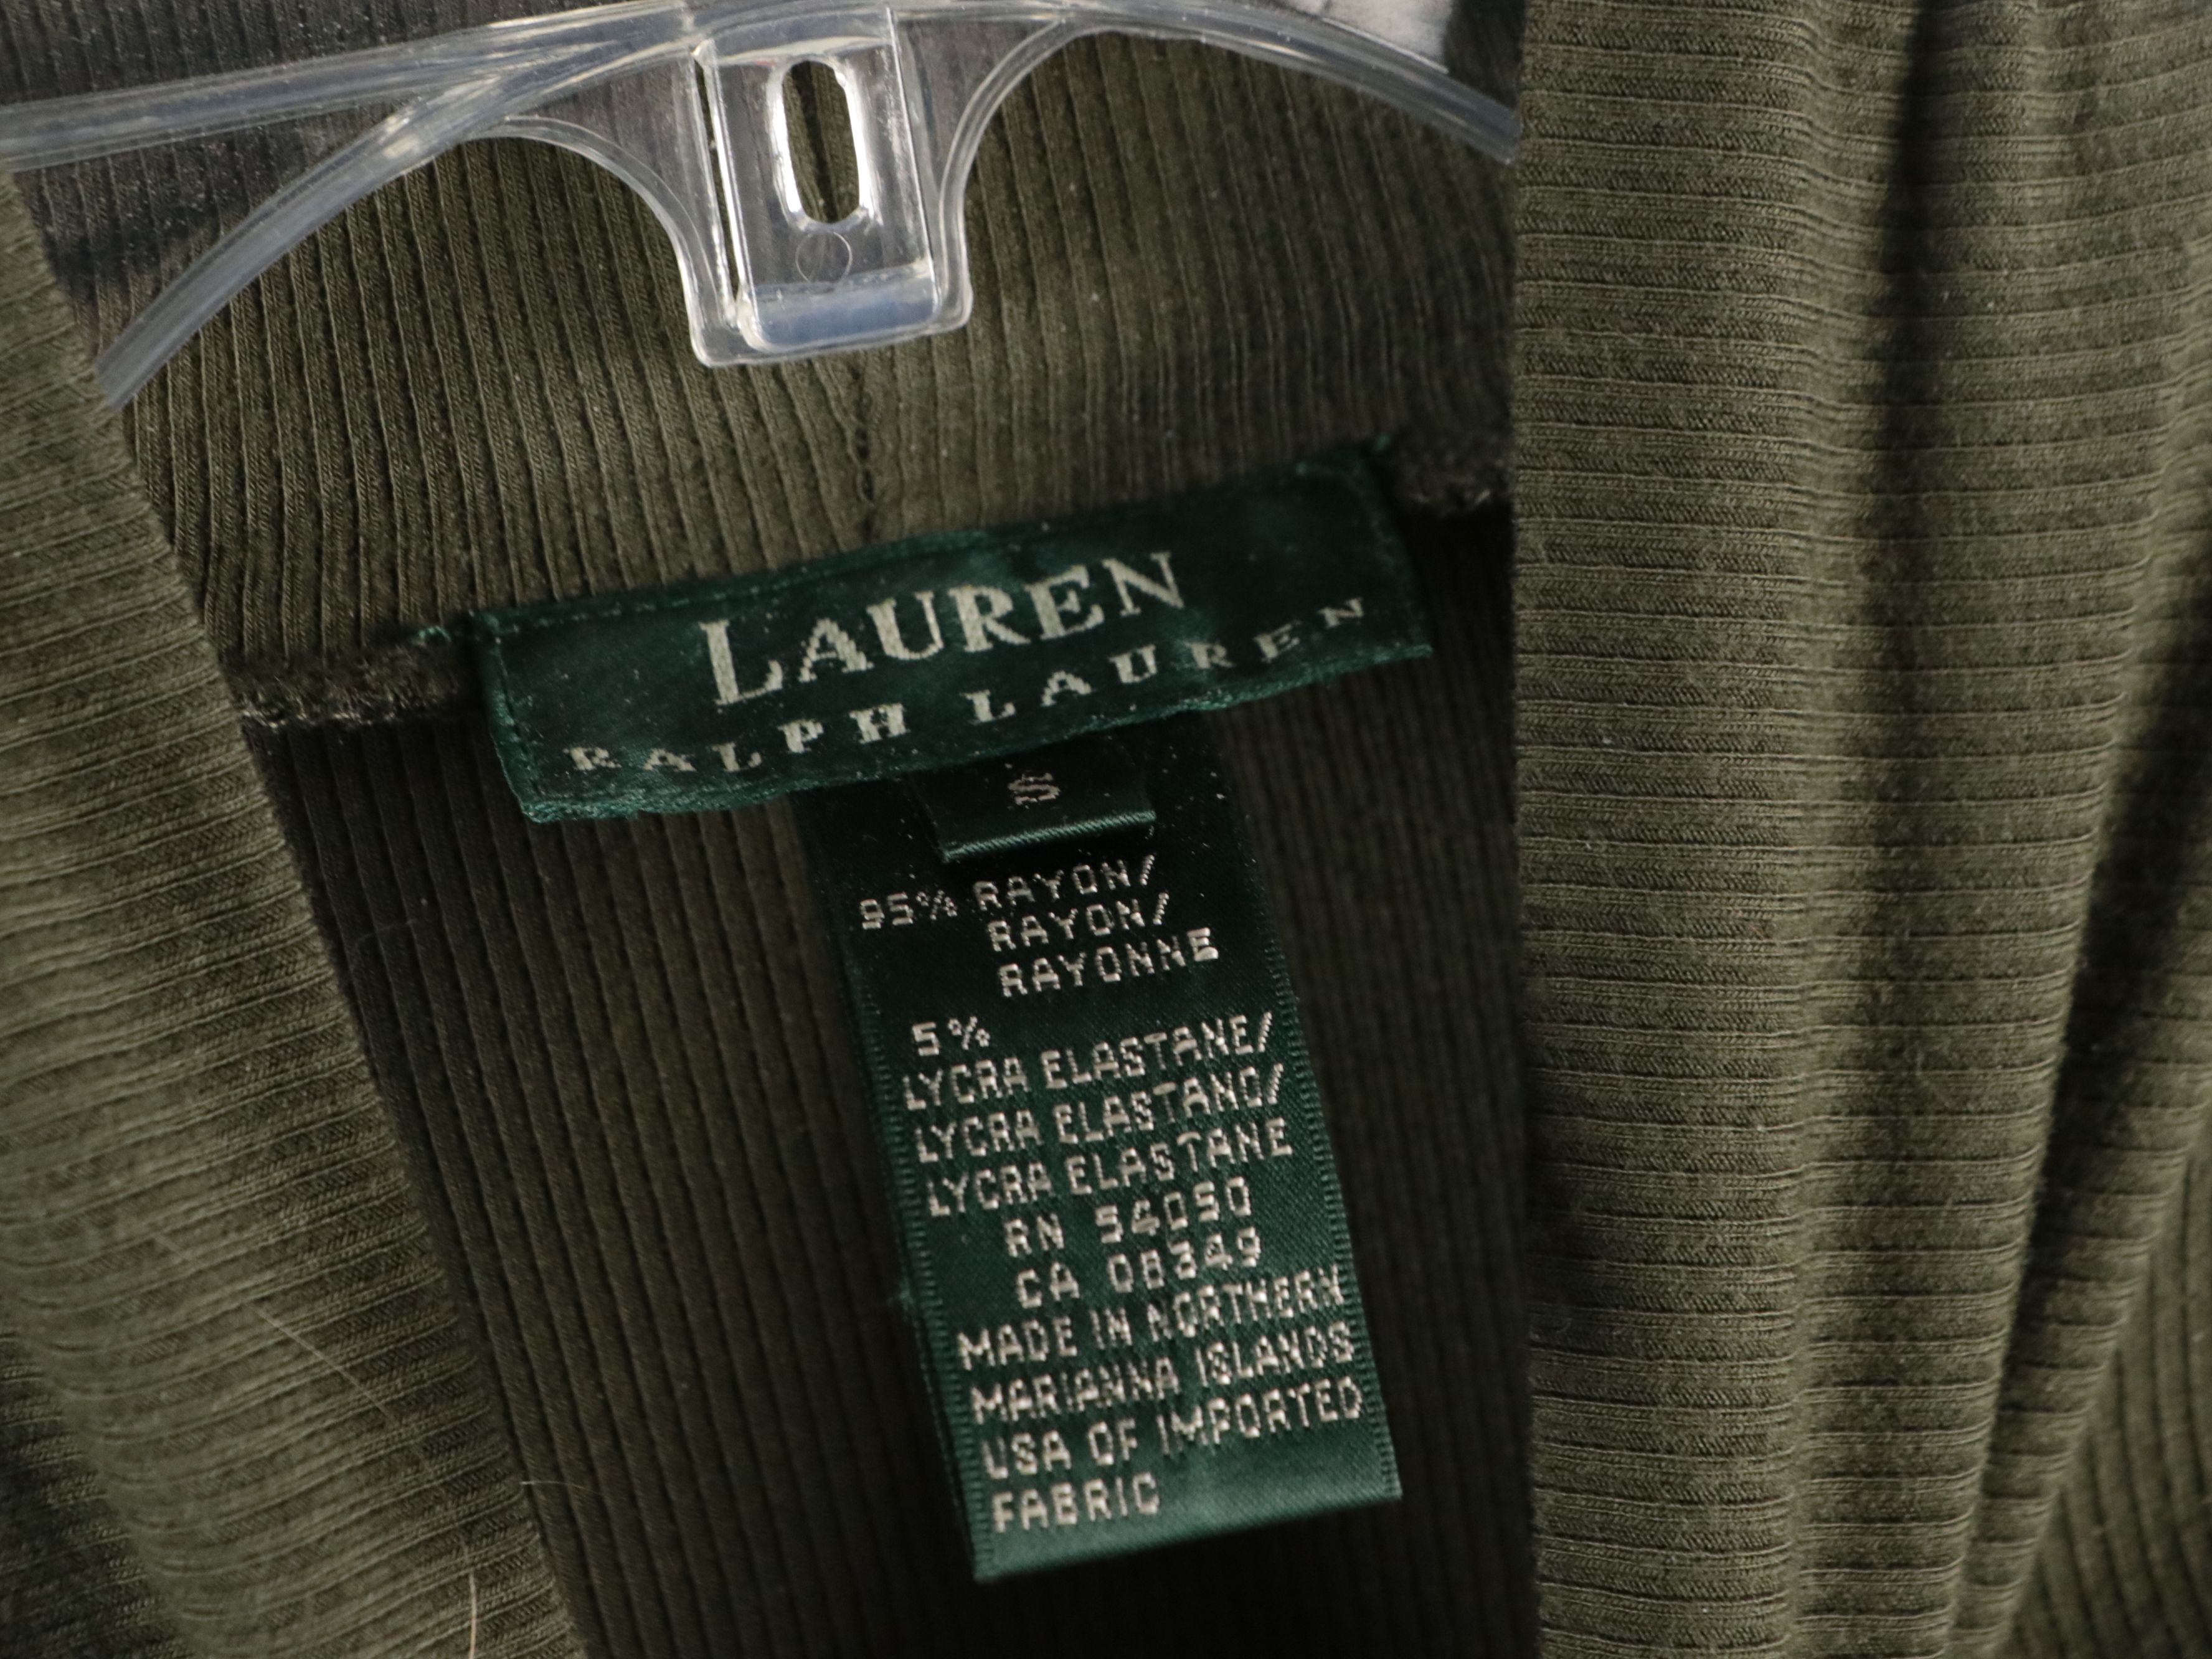 LAUREN
RALPH LAUREN
S
95% RAYON/
RAYON/
RAYONNE
5%
LYCRA ELASTANE/
LYCRA ELASTANO/
LYCRA ELASTANE
RN 54050
CA 08349
MADE IN NORTHERN
MARIANNA ISLANDS
USA OF IMPORTED
FABRIC